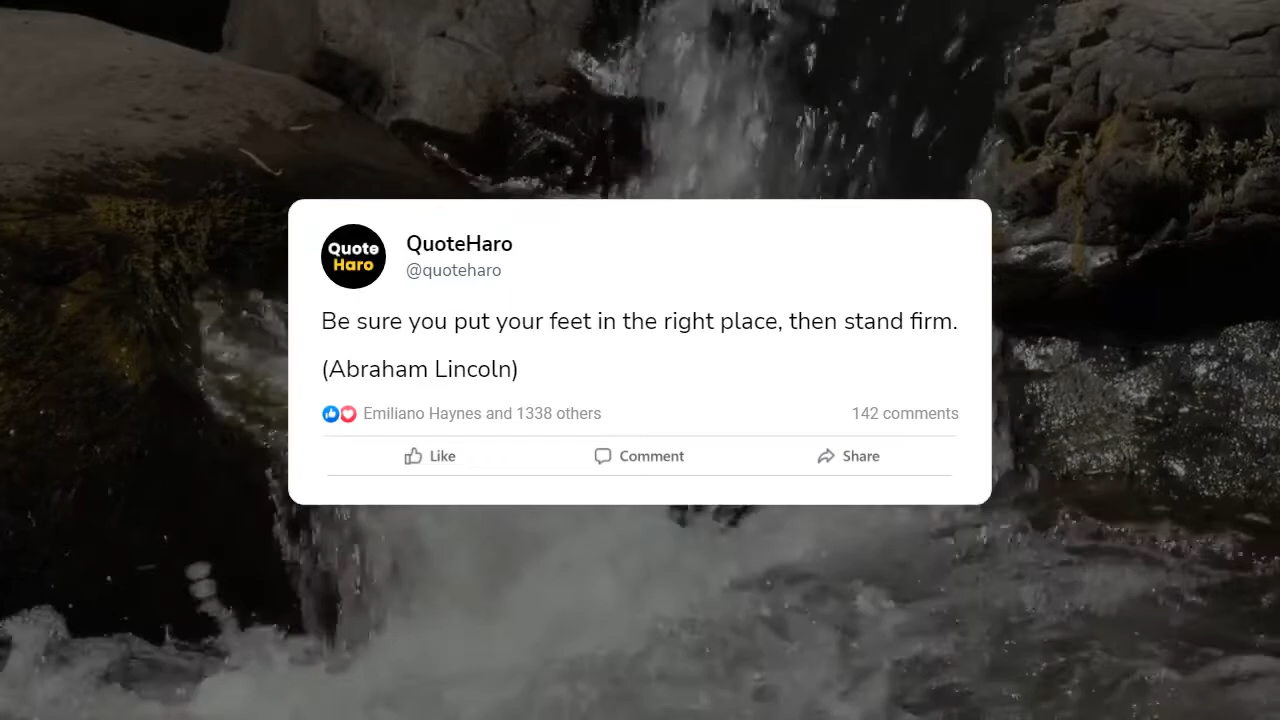 Quote
Haro
QuoteHaro
@quoteharo
Be sure you put your feet in the right place, then stand firm.
(Abraham Lincoln)
Emiliano Haynes and 1338 others
142 comments
Like
Comment
Share